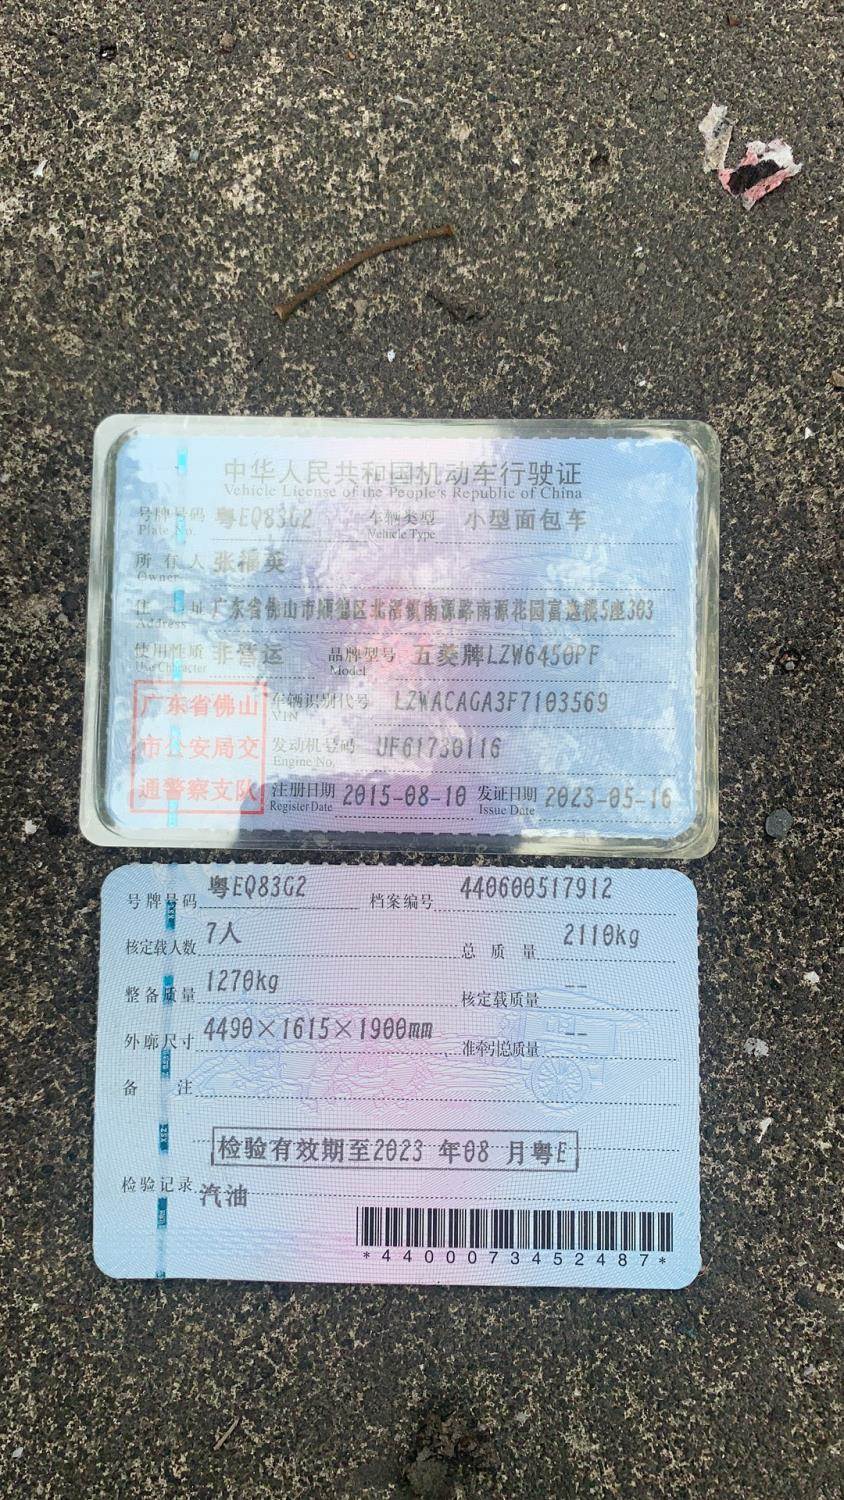 中华人民共和国机动车行驶证
Vehicle License of the People's Republic of China
号牌号码 粤EQ83G2 车辆类型 小型面包车
Plate No. Vehicle Type
所有人 张福英
Owner
住址 广东省佛山市顺德区北滘镇南源路南源花园富逸楼5座303
Address
使用性质 非营运 品牌型号 五菱牌LZW6450PF
Use Character Model
广东省佛山
市公安局交
通警察支队
车辆识别代号 LZWACAGA3F7103569
VIN
发动机号码 UF61730116
Engine No.
注册日期 2015-08-10 发证日期 2023-05-16
Register Date Issue Date
号牌号码 粤EQ83G2 档案编号 440600517912
核定载人数 7人 总质量 2110kg
整备质量 1270kg 核定载质量 --
外廓尺寸 4490×1615×1900mm 准牵引总质量 --
备注
检验有效期至2023 年08 月粤E
检验记录 汽油
*4400073452487*